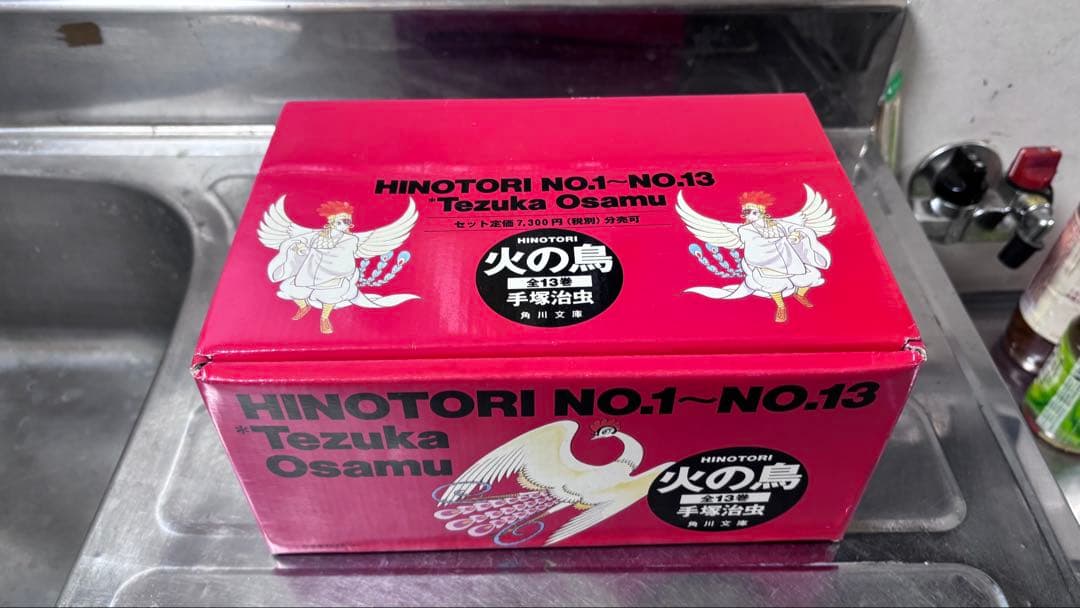 HINOTORI NO.1～NO.13
*Tezuka Osamu
セット定価7,300円(税別)分売可
HINOTORI
火の鳥
全13巻
手塚治虫
角川文庫
HINOTORI NO.1～NO.13
*Tezuka
Osamu
HINOTORI
火の鳥
全13巻
手塚治虫
角川文庫